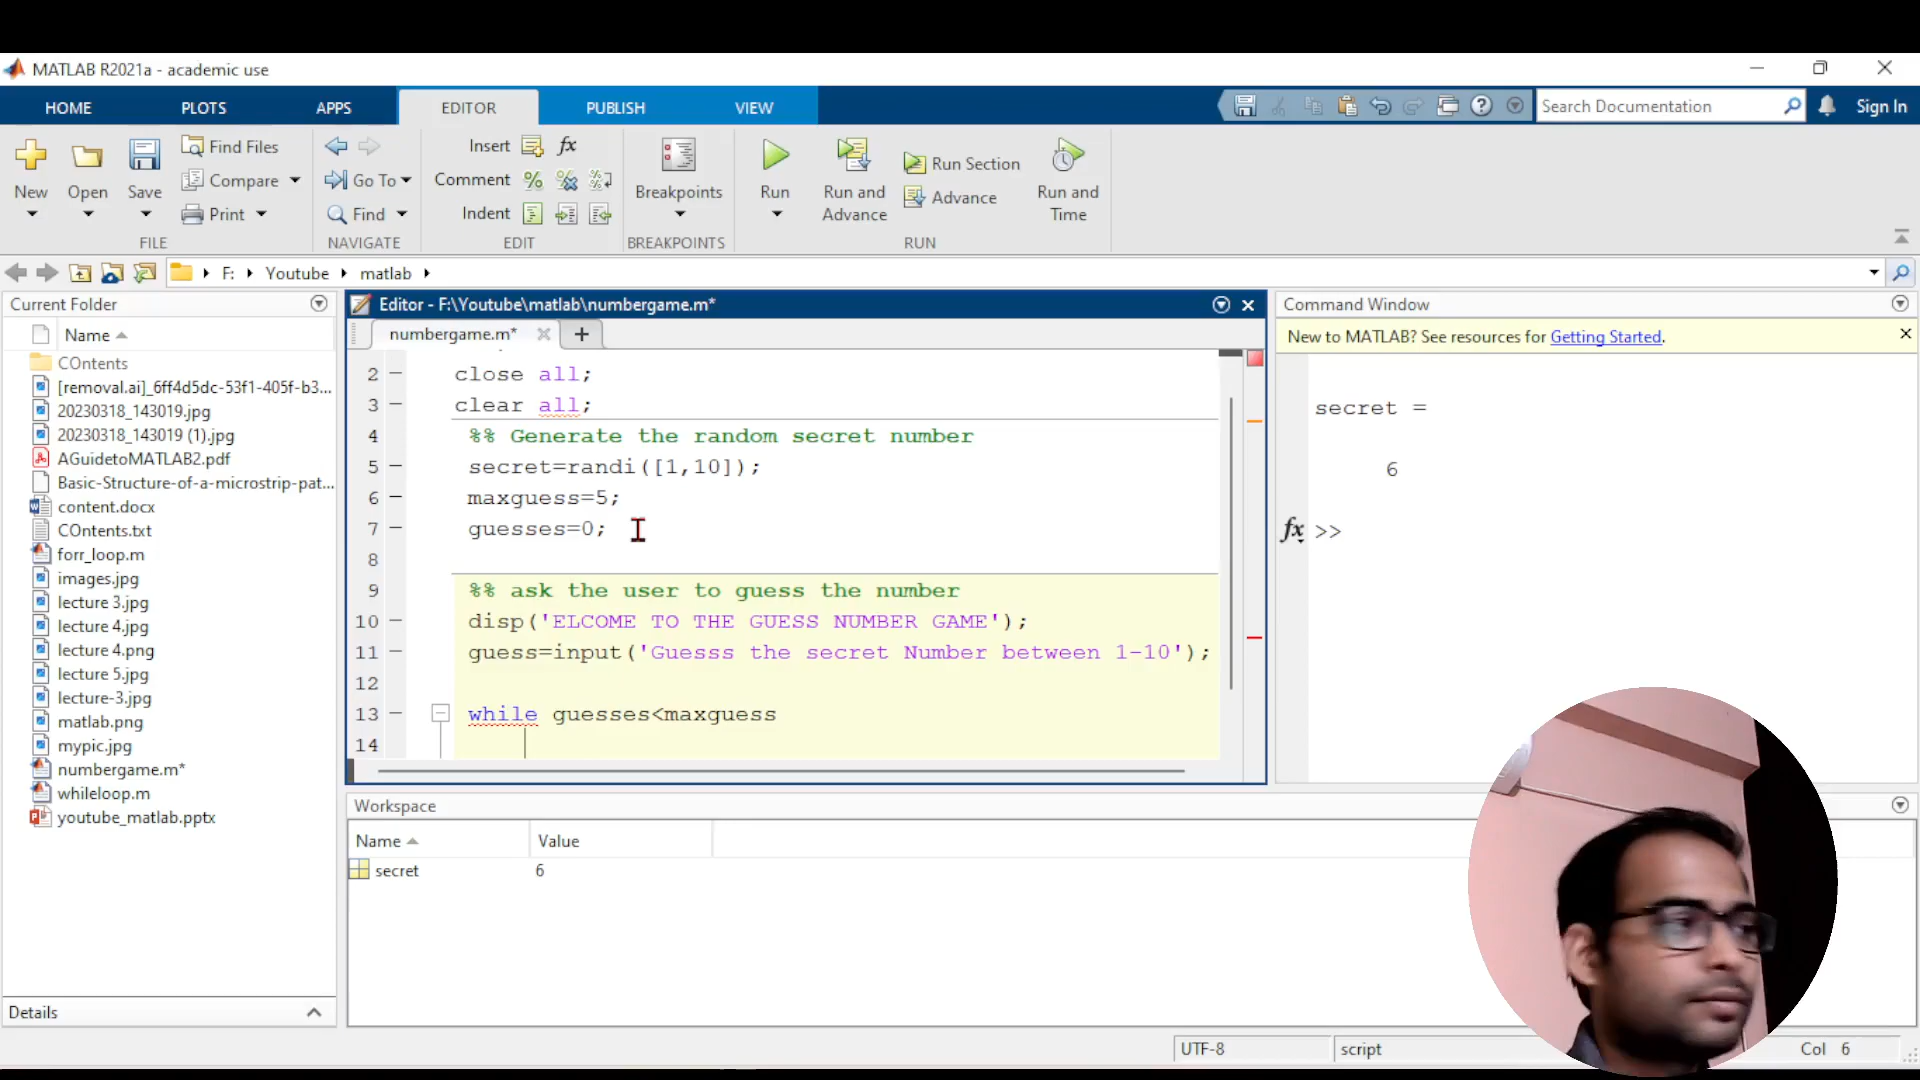 MATLAB R2021a - academic use
HOME PLOTS APPS EDITOR PUBLISH VIEW Search Documentation Sign In
New Open Save Find Files Compare Print FILE
Go To Find NAVIGATE
Insert fx Comment Indent EDIT
Breakpoints BREAKPOINTS
Run Run and Advance Run Section Advance Run and Time RUN
F: Youtube matlab
Current Folder
Name
COntents
[removal.ai]_6ff4d5dc-53f1-405f-b3...
20230318_143019.jpg
20230318_143019 (1).jpg
AGuidetoMATLAB2.pdf
Basic-Structure-of-a-microstrip-pat...
content.docx
COntents.txt
forr_loop.m
images.jpg
lecture 3.jpg
lecture 4.jpg
lecture 4.png
lecture 5.jpg
lecture-3.jpg
matlab.png
mypic.jpg
numbergame.m*
whileloop.m
youtube_matlab.pptx
Details
Editor - F:\Youtube\matlab\numbergame.m*
numbergame.m*
2 close all;
3 clear all;
4 %% Generate the random secret number
5 secret=randi([1,10]);
6 maxguess=5;
7 guesses=0;
8
9 %% ask the user to guess the number
10 disp('ELCOME TO THE GUESS NUMBER GAME');
11 guess=input('Guesss the secret Number between 1-10');
12
13 while guesses<maxguess
14
Command Window
New to MATLAB? See resources for Getting Started.
secret =
6
fx >>
Workspace
Name Value
secret 6
UTF-8 script Col 6